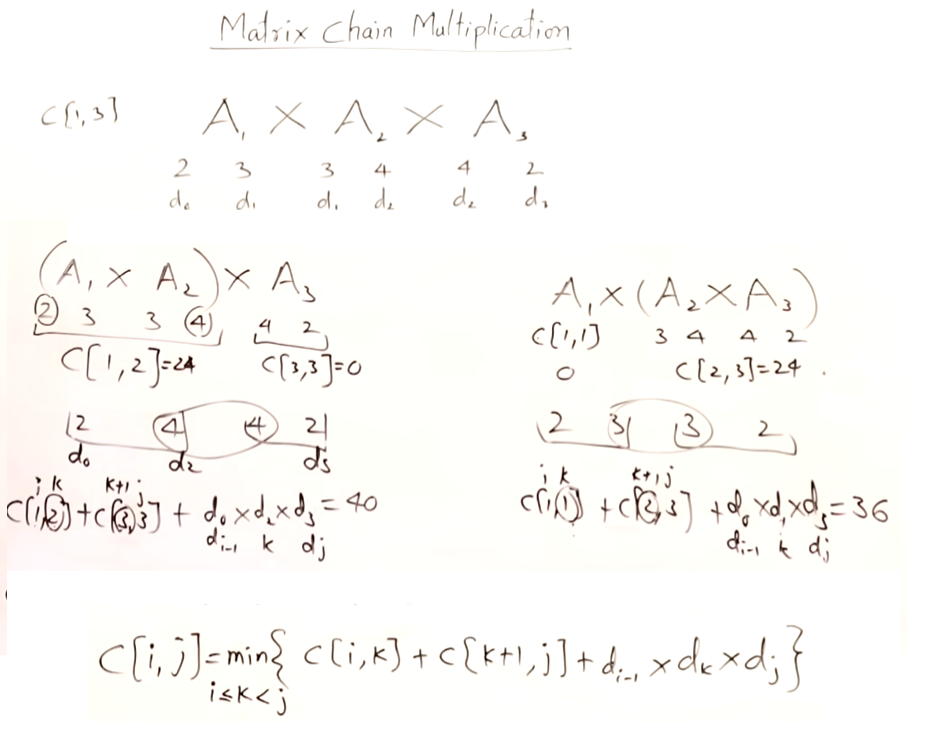 Matrix Chain Multiplication
C[1,3] A₁ × A₂ × A₃
2 3 3 4 4 2
d₀ d₁ d₁ d₂ d₂ d₃
(A₁ × A₂) × A₃
2 3 3 4 4 2
C[1,2]=24 C[3,3]=0
2 4 4 2
d₀ d₂ d₃
i k k+1 j
C[1,2]+C[3,3] + d₀×d₂×d₃=40
dᵢ₋₁ k dⱼ
A₁×(A₂×A₃)
C[1,1] 3 4 4 2
0 C[2,3]=24.
2 3 3 2
i k k+1 j
C[1,1]+C[2,3]+d₀×d₁×d₃=36
dᵢ₋₁ k dⱼ
C[i,j]=min{C[i,k]+C[k+1,j]+dᵢ₋₁×dₖ×dⱼ}
i≤k<j